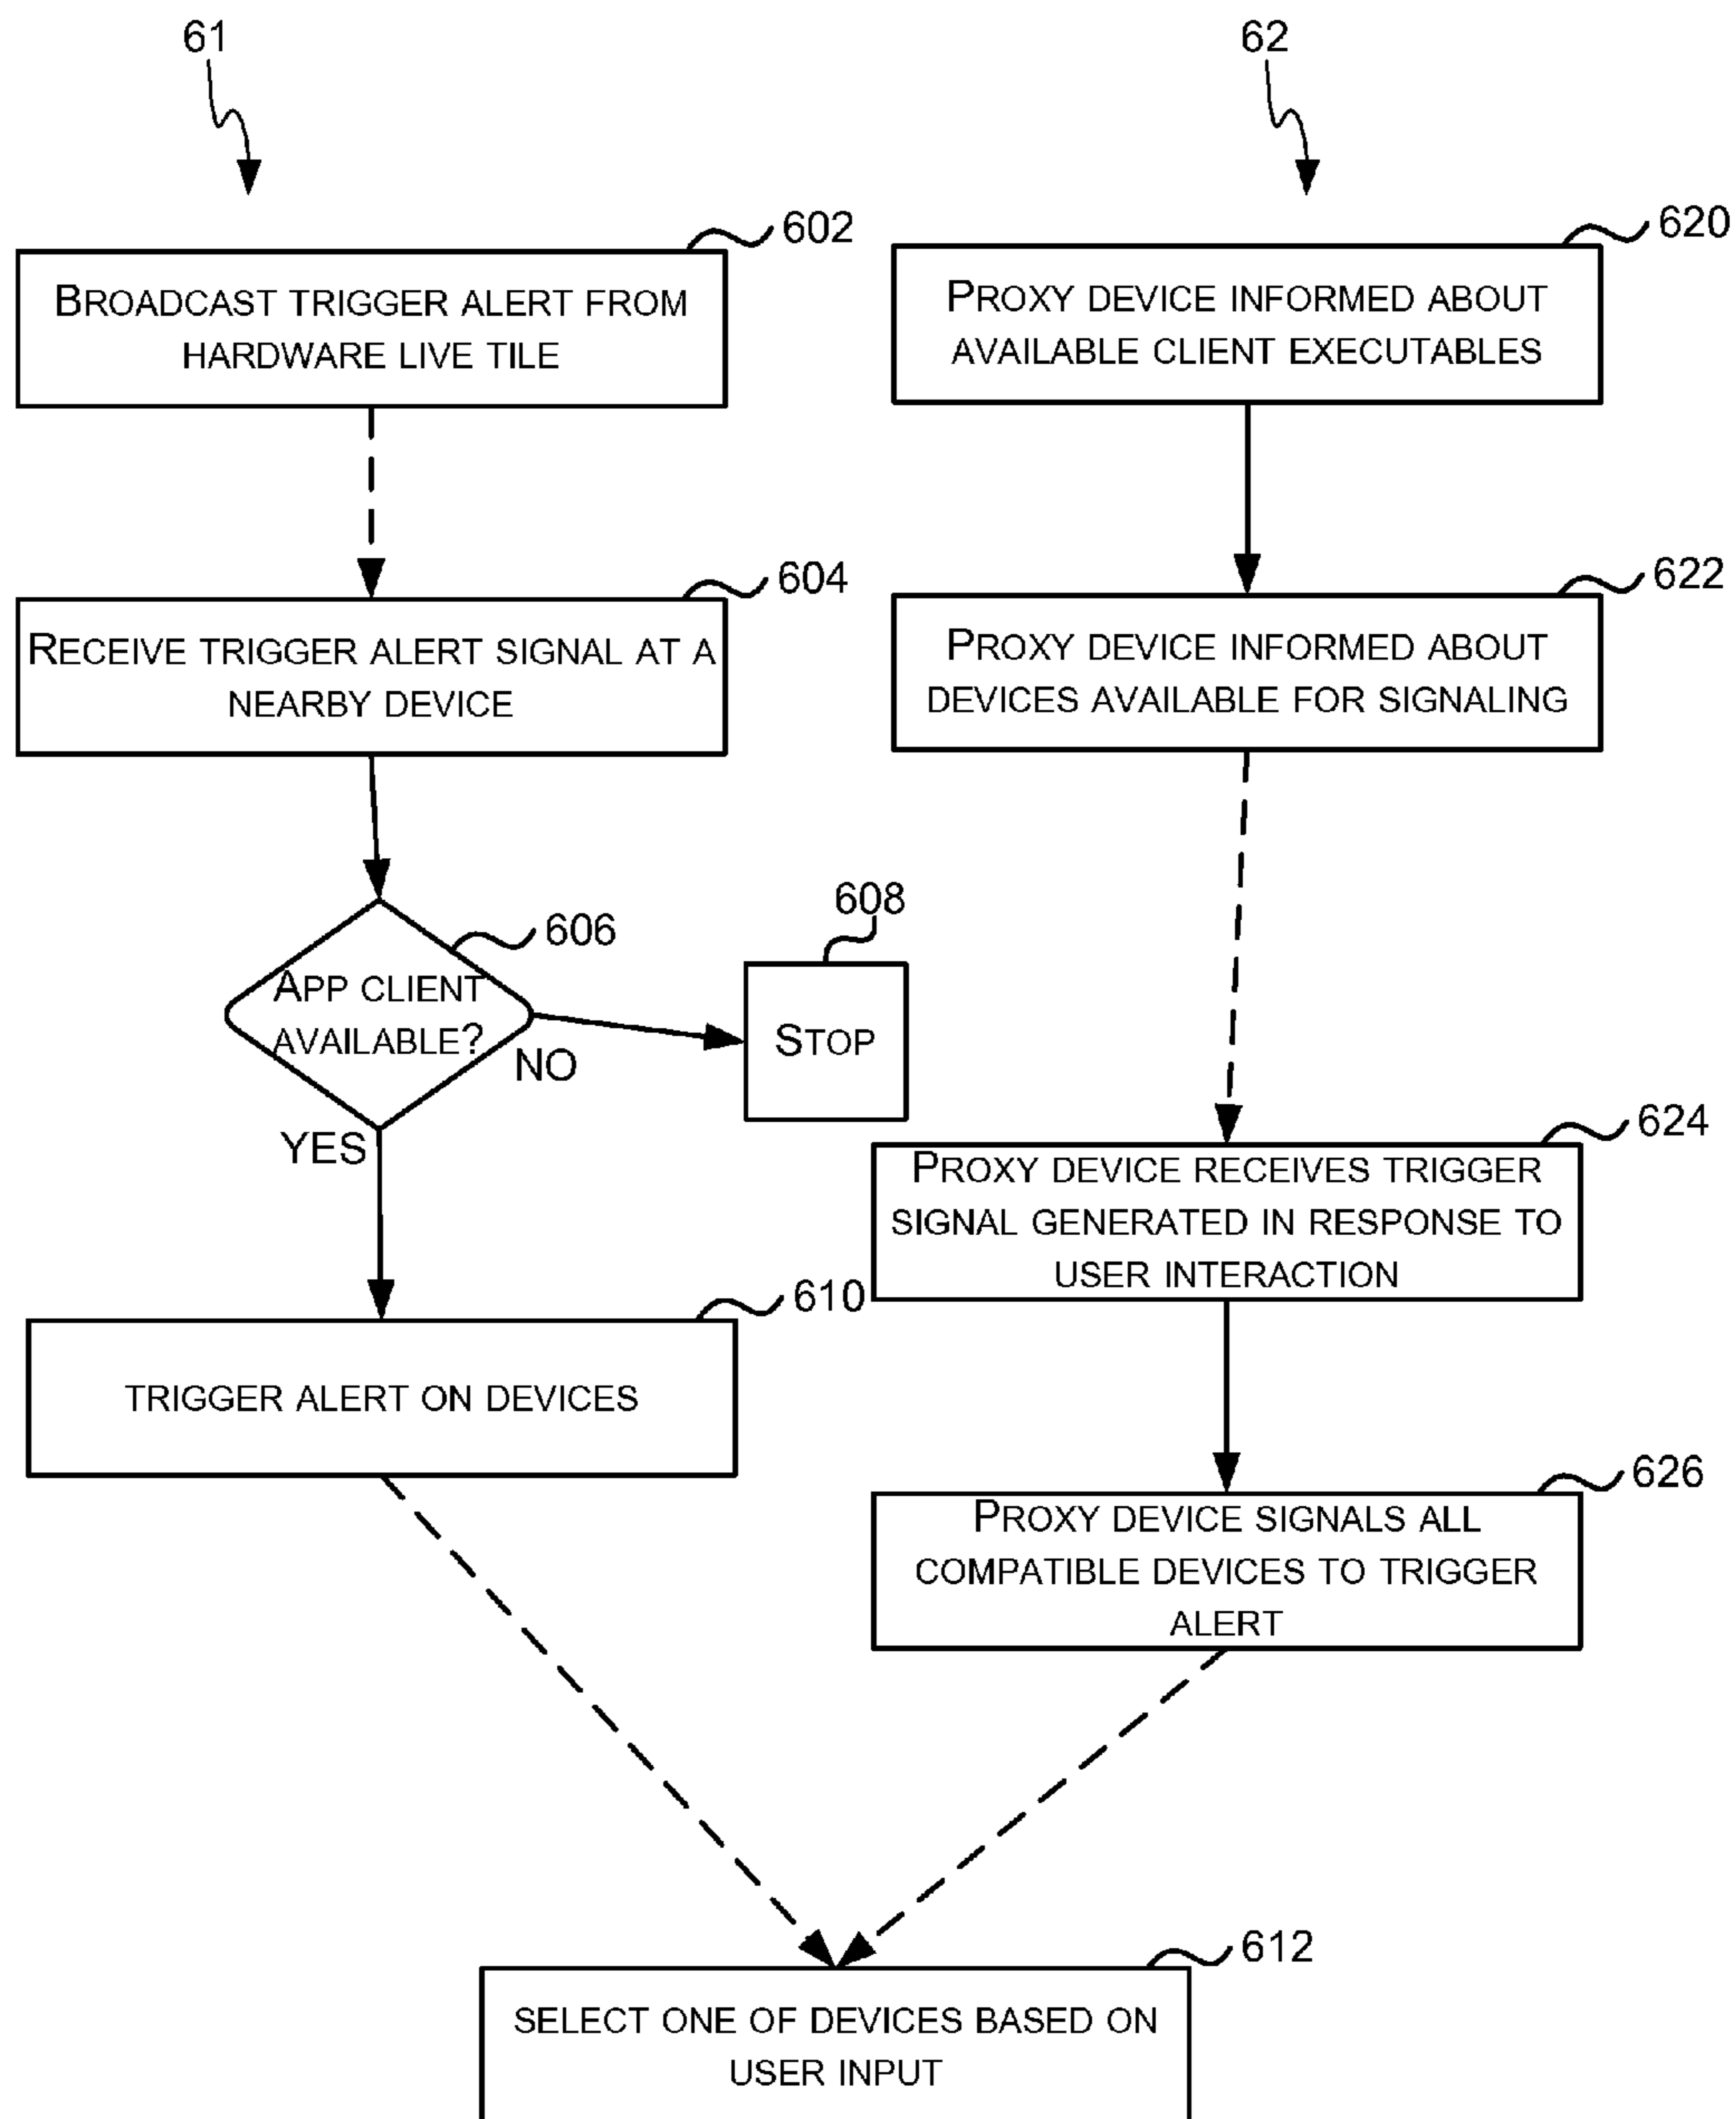 61
602
BROADCAST TRIGGER ALERT FROM
HARDWARE LIVE TILE
604
RECEIVE TRIGGER ALERT SIGNAL AT A
NEARBY DEVICE
606
APP CLIENT
AVAILABLE?
NO
YES
608
STOP
610
TRIGGER ALERT ON DEVICES
62
620
PROXY DEVICE INFORMED ABOUT
AVAILABLE CLIENT EXECUTABLES
622
PROXY DEVICE INFORMED ABOUT
DEVICES AVAILABLE FOR SIGNALING
624
PROXY DEVICE RECEIVES TRIGGER
SIGNAL GENERATED IN RESPONSE TO
USER INTERACTION
626
PROXY DEVICE SIGNALS ALL
COMPATIBLE DEVICES TO TRIGGER
ALERT
612
SELECT ONE OF DEVICES BASED ON
USER INPUT